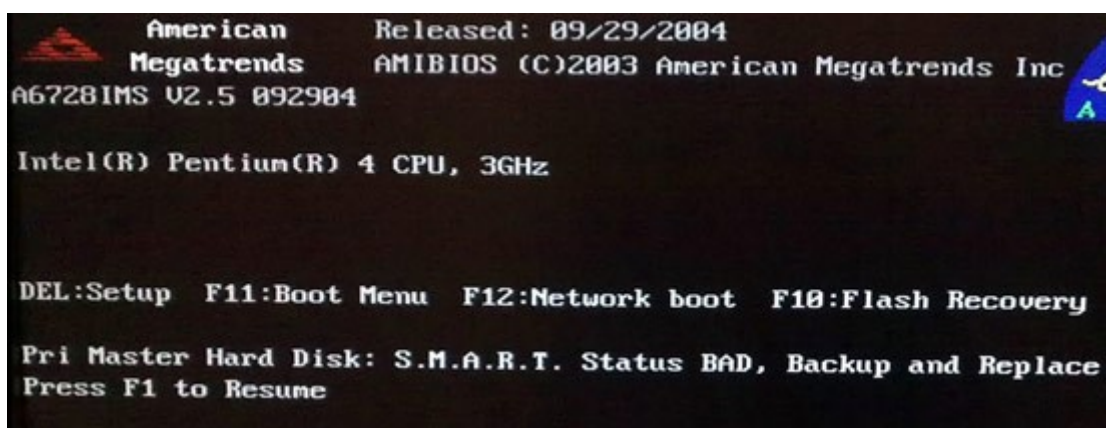 American Released: 09/29/2004
Megatrends AMIBIOS (C)2003 American Megatrends Inc
A6728IMS V2.5 092904
Intel(R) Pentium(R) 4 CPU, 3GHz
DEL:Setup F11:Boot Menu F12:Network boot F10:Flash Recovery
Pri Master Hard Disk: S.M.A.R.T. Status BAD, Backup and Replace
Press F1 to Resume